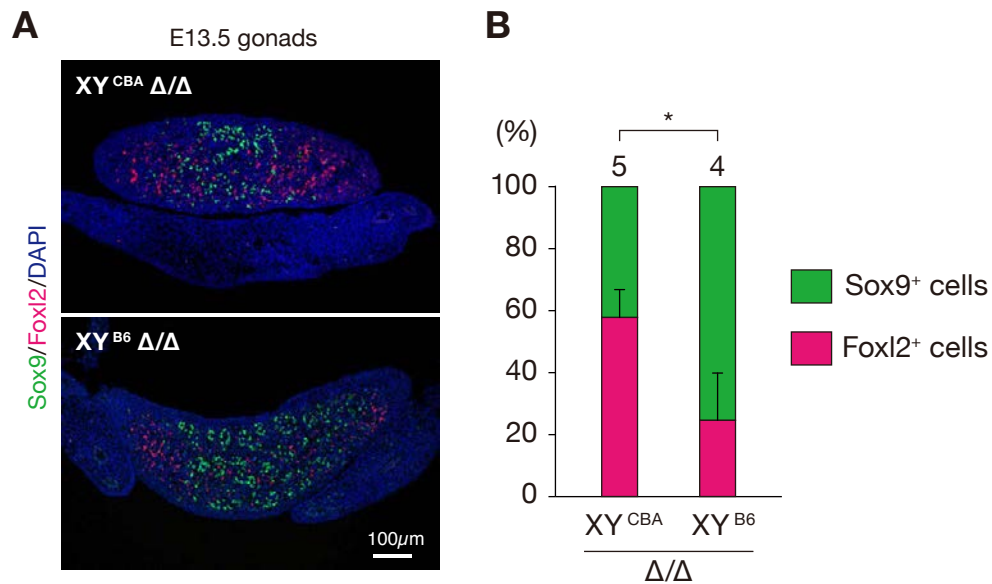 A
E13.5 gonads
XY CBA Δ/Δ
XY B6 Δ/Δ
Sox9/Foxl2/DAPI
100µm
B
(%)
*
5 4
100
80
60
40
20
0
XY CBA XY B6
Δ/Δ
Sox9⁺ cells
Foxl2⁺ cells